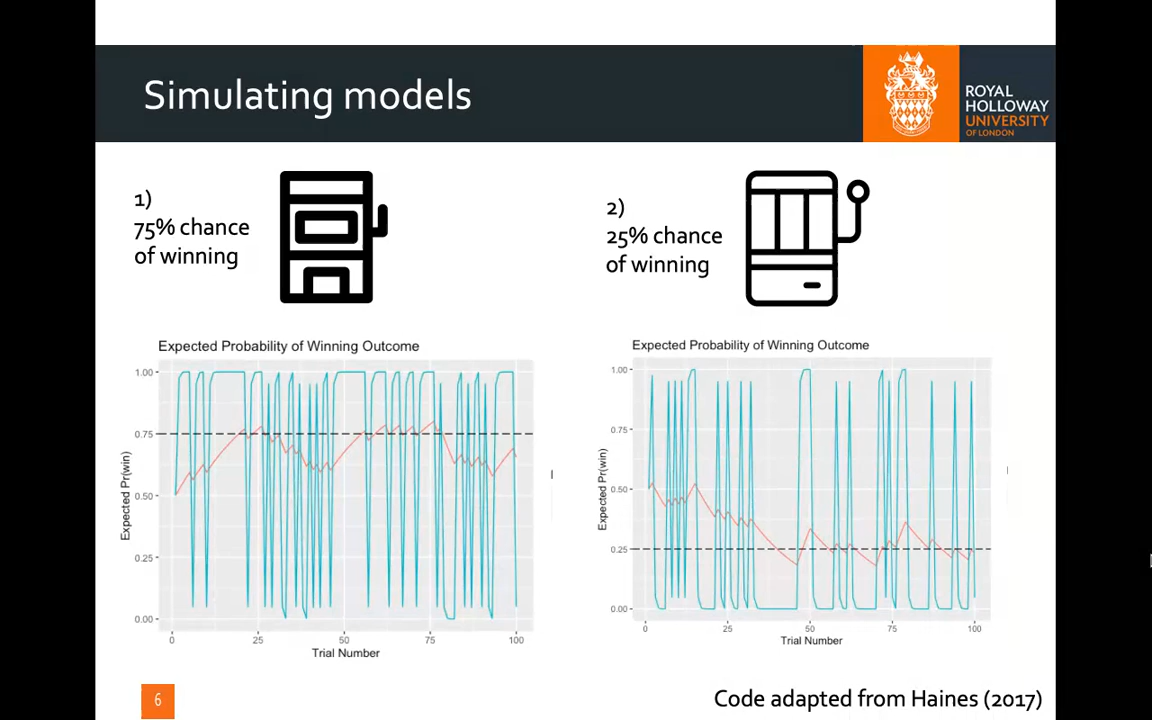 Simulating models
ROYAL
HOLLOWAY
UNIVERSITY
OF LONDON
1)
75% chance
of winning
2)
25% chance
of winning
Expected Probability of Winning Outcome
Expected Pr(win)
1.00
0.75
0.50
0.25
0.00
0 25 50 75 100
Trial Number
Expected Probability of Winning Outcome
Expected Pr(win)
1.00
0.75
0.50
0.25
0.00
0 25 50 75 100
Trial Number
6
Code adapted from Haines (2017)